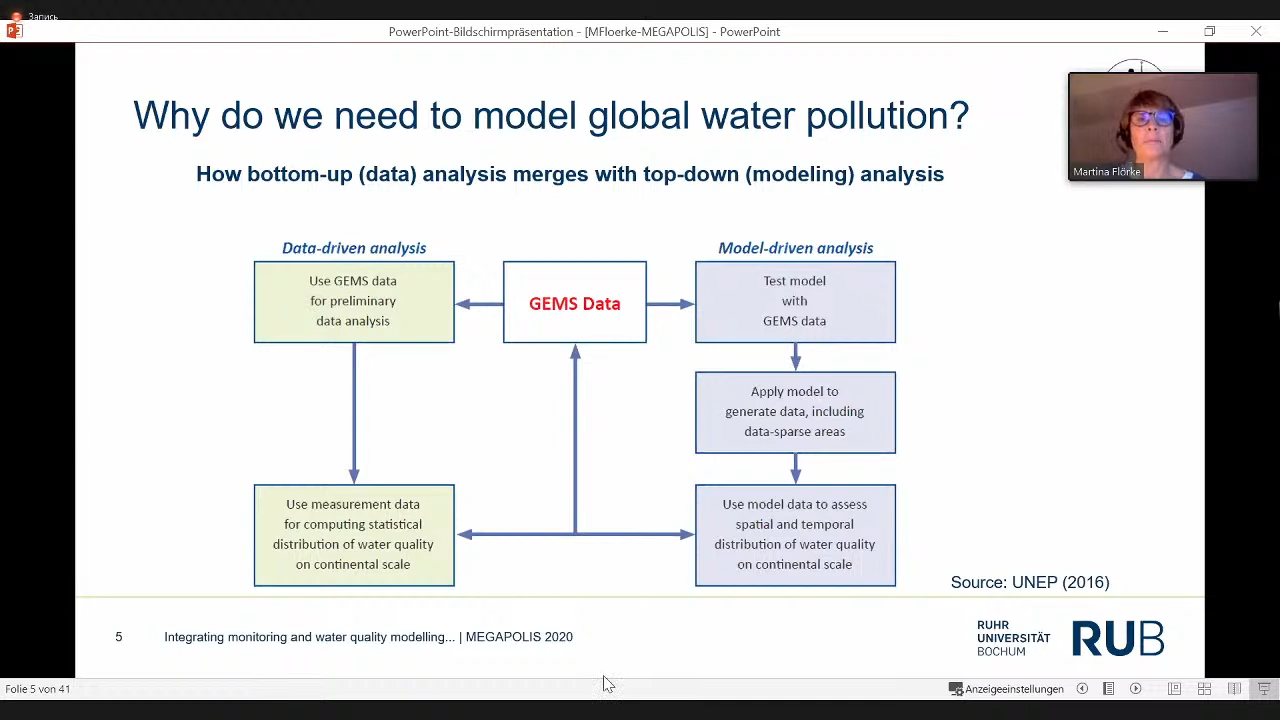 Запись
PowerPoint-Bildschirmpräsentation - [MFloerke-MEGAPOLIS] - PowerPoint
Why do we need to model global water pollution?
Martina Flörke
How bottom-up (data) analysis merges with top-down (modeling) analysis
Data-driven analysis
Model-driven analysis
Use GEMS data
for preliminary
data analysis
GEMS Data
Test model
with
GEMS data
Apply model to
generate data, including
data-sparse areas
Use measurement data
for computing statistical
distribution of water quality
on continental scale
Use model data to assess
spatial and temporal
distribution of water quality
on continental scale
Source: UNEP (2016)
5
Integrating monitoring and water quality modelling... | MEGAPOLIS 2020
RUHR
UNIVERSITÄT
BOCHUM
RUB
Folie 5 von 41
Anzeigeeinstellungen